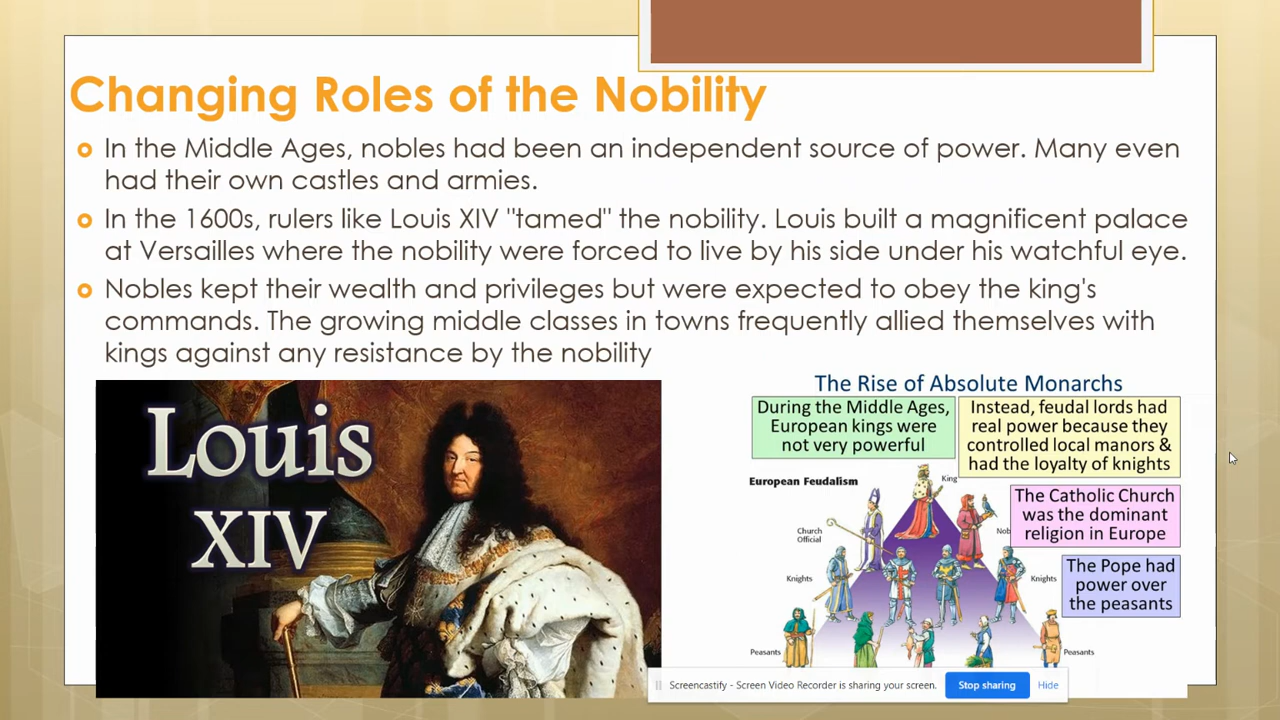 Changing Roles of the Nobility
In the Middle Ages, nobles had been an independent source of power. Many even
had their own castles and armies.
In the 1600s, rulers like Louis XIV "tamed" the nobility. Louis built a magnificent palace
at Versailles where the nobility were forced to live by his side under his watchful eye.
Nobles kept their wealth and privileges but were expected to obey the king's
commands. The growing middle classes in towns frequently allied themselves with
kings against any resistance by the nobility
Louis
XIV
The Rise of Absolute Monarchs
During the Middle Ages,
European kings were
not very powerful
Instead, feudal lords had
real power because they
controlled local manors &
had the loyalty of knights
European Feudalism
King
The Catholic Church
was the dominant
religion in Europe
Church
Official
Nob
The Pope had
power over
the peasants
Knights
Knights
Peasants
Peasants
Screencastify - Screen Video Recorder is sharing your screen.
Stop sharing
Hide